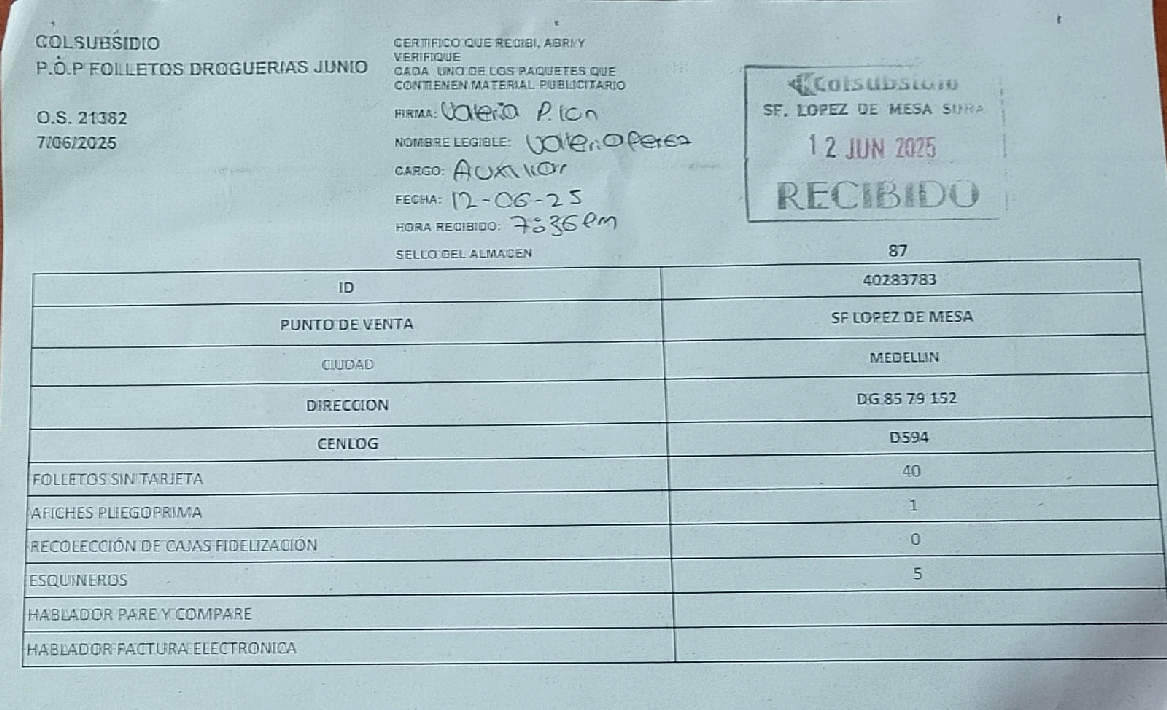 COLSUBSIDIO
P.O.P FOLLETOS DROGUERIAS JUNIO
O.S. 21382
7/06/2025
CERTIFICO QUE RECIBI, ABRI Y
VERIFIQUE
CADA UNO DE LOS PAQUETES QUE
CONTIENEN MATERIAL PUBLICITARIO
FIRMA: Valeria P.
NOMBRE LEGIBLE: Valeria Perez
CARGO: Auxiliar
FECHA: 12-06-25
HORA RECIBIDO: 7:36 pm
SELLO DEL ALMACEN
Colsubsidio
SF. LOPEZ DE MESA SURA
12 JUN 2025
RECIBIDO
87
ID 40283783
PUNTO DE VENTA SF LOPEZ DE MESA
CIUDAD MEDELLIN
DIRECCION DG 85 79 152
CENLOG D594
FOLLETOS SIN TARJETA 40
AFICHES PLIEGOPRIMA 1
RECOLECCIÓN DE CAJAS FIDELIZACIÓN 0
ESQUINEROS 5
HABLADOR PARE Y COMPARE
HABLADOR FACTURA ELECTRONICA